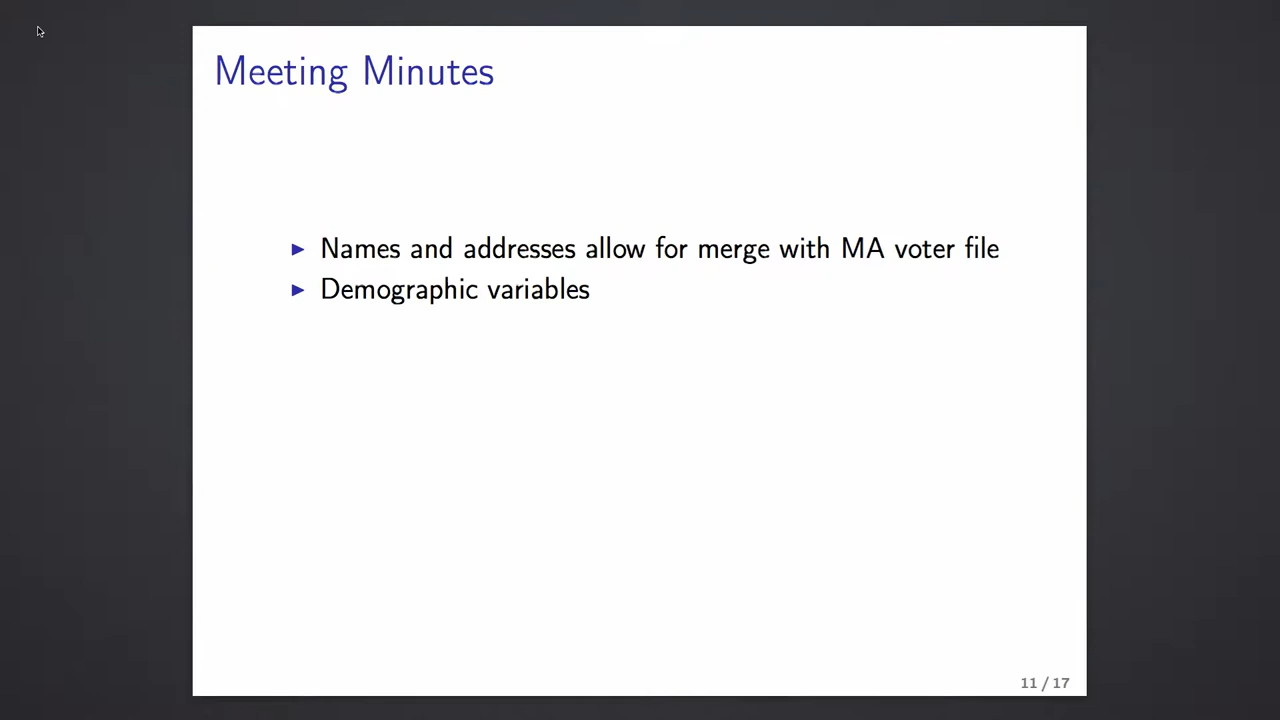 Meeting Minutes
Names and addresses allow for merge with MA voter file
Demographic variables
11 / 17